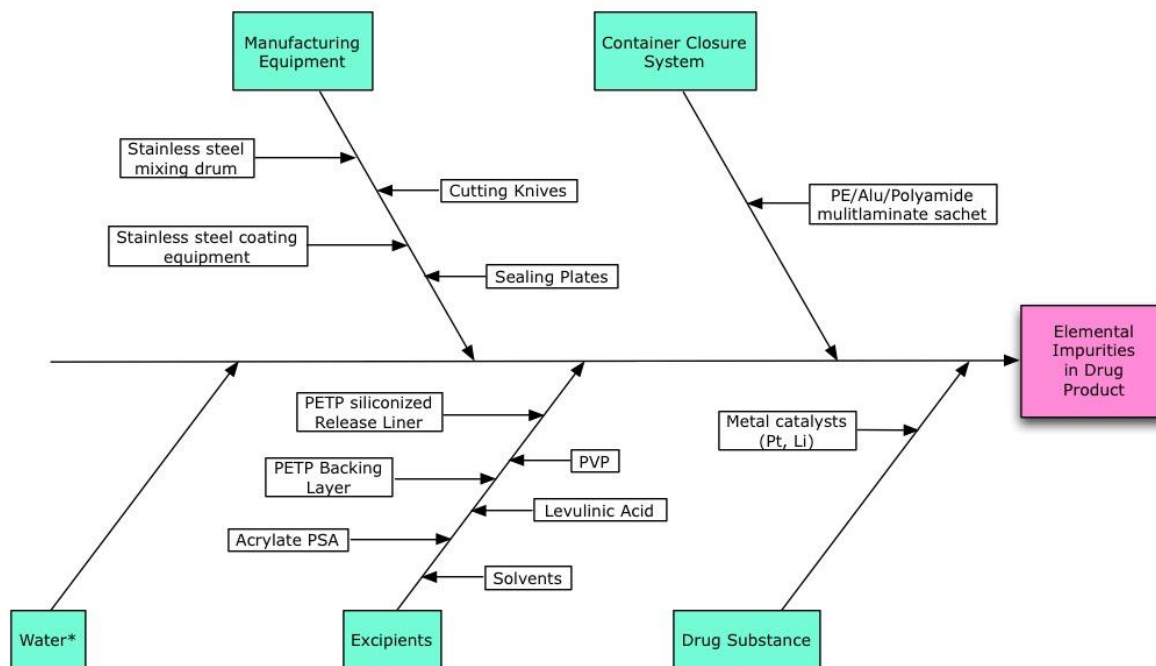 Manufacturing
Equipment
Container Closure
System
Stainless steel
mixing drum
Cutting Knives
PE/Alu/Polyamide
mulitlaminate sachet
Stainless steel coating
equipment
Sealing Plates
Elemental
Impurities
in Drug
Product
PETP siliconized
Release Liner
Metal catalysts
(Pt, Li)
PVP
PETP Backing
Layer
Levulinic Acid
Acrylate PSA
Solvents
Water*
Excipients
Drug Substance